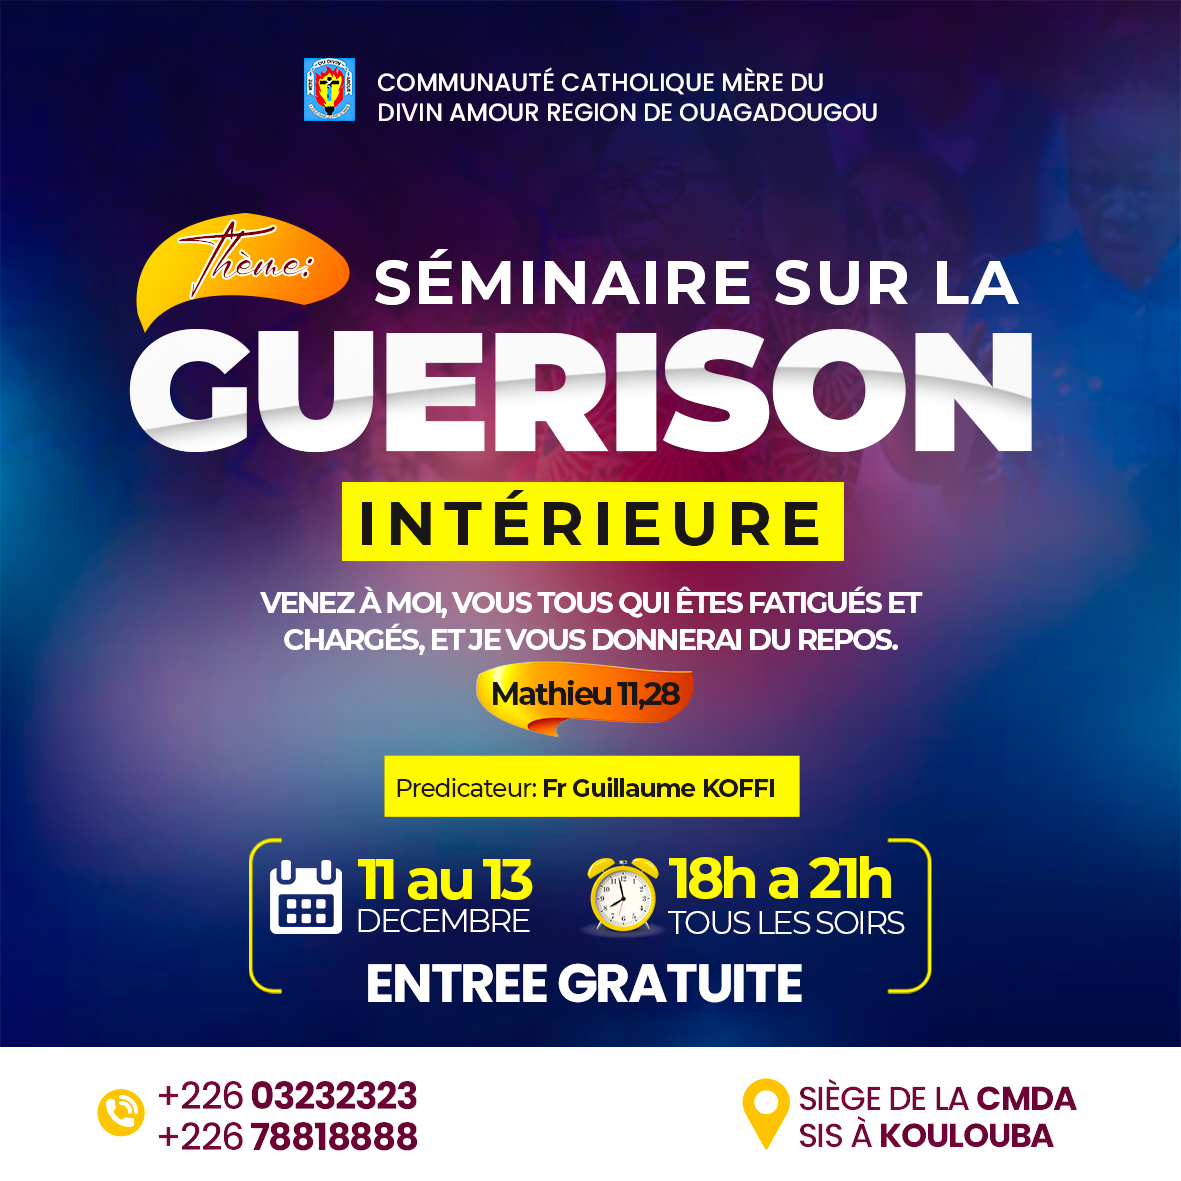 COMMUNAUTÉ CATHOLIQUE MÈRE DU
DIVIN AMOUR REGION DE OUAGADOUGOU
Thème:
SÉMINAIRE SUR LA
GUERISON
INTÉRIEURE
VENEZ À MOI, VOUS TOUS QUI ÊTES FATIGUÉS ET
CHARGÉS, ET JE VOUS DONNERAI DU REPOS.
Mathieu 11,28
Predicateur: Fr Guillaume KOFFI
11 au 13
DECEMBRE
18h a 21h
TOUS LES SOIRS
ENTREE GRATUITE
+226 03232323
+226 78818888
SIÈGE DE LA CMDA
SIS À KOULOUBA